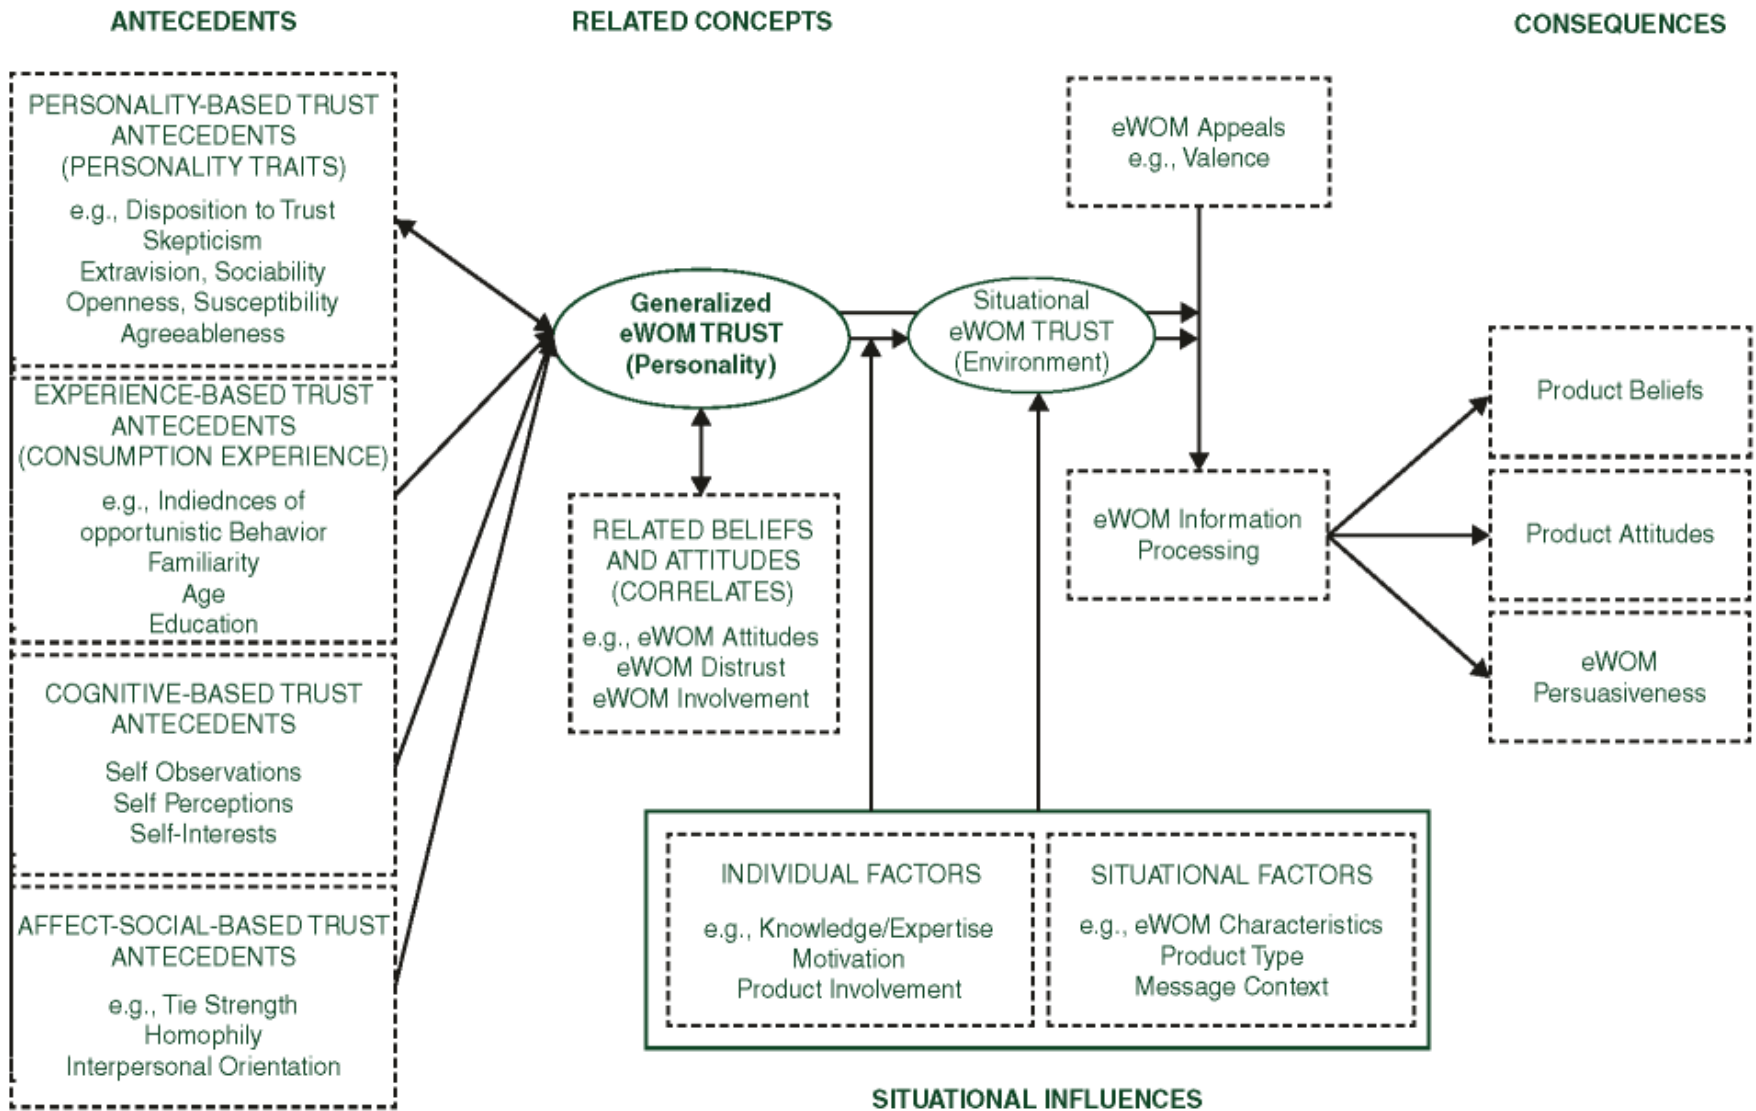 ANTECEDENTS
RELATED CONCEPTS
CONSEQUENCES
PERSONALITY-BASED TRUST
ANTECEDENTS
(PERSONALITY TRAITS)
e.g., Disposition to Trust
Skepticism
Extravision, Sociability
Openness, Susceptibility
Agreeableness
EXPERIENCE-BASED TRUST
ANTECEDENTS
(CONSUMPTION EXPERIENCE)
e.g., Indiednces of
opportunistic Behavior
Familiarity
Age
Education
COGNITIVE-BASED TRUST
ANTECEDENTS
Self Observations
Self Perceptions
Self-Interests
AFFECT-SOCIAL-BASED TRUST
ANTECEDENTS
e.g., Tie Strength
Homophily
Interpersonal Orientation
Generalized
eWOM TRUST
(Personality)
RELATED BELIEFS
AND ATTITUDES
(CORRELATES)
e.g., eWOM Attitudes
eWOM Distrust
eWOM Involvement
Situational
eWOM TRUST
(Environment)
eWOM Appeals
e.g., Valence
eWOM Information
Processing
Product Beliefs
Product Attitudes
eWOM
Persuasiveness
INDIVIDUAL FACTORS
e.g., Knowledge/Expertise
Motivation
Product Involvement
SITUATIONAL FACTORS
e.g., eWOM Characteristics
Product Type
Message Context
SITUATIONAL INFLUENCES